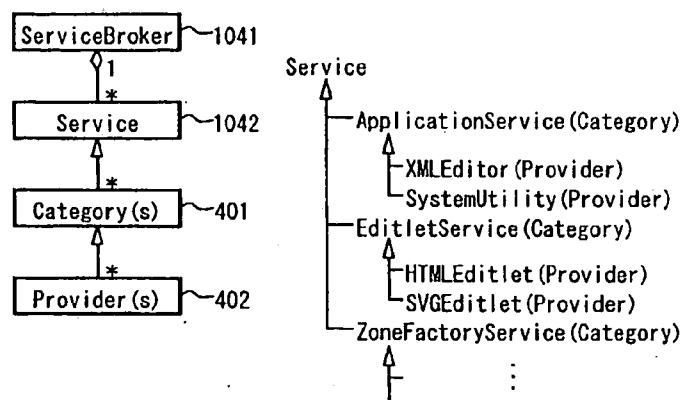 ServiceBroker 1041
1
*
Service 1042
*
Category(s) 401
*
Provider(s) 402
Service
ApplicationService(Category)
XMLEditor(Provider)
SystemUtility(Provider)
EditletService(Category)
HTMLEditlet(Provider)
SVGEditlet(Provider)
ZoneFactoryService(Category)